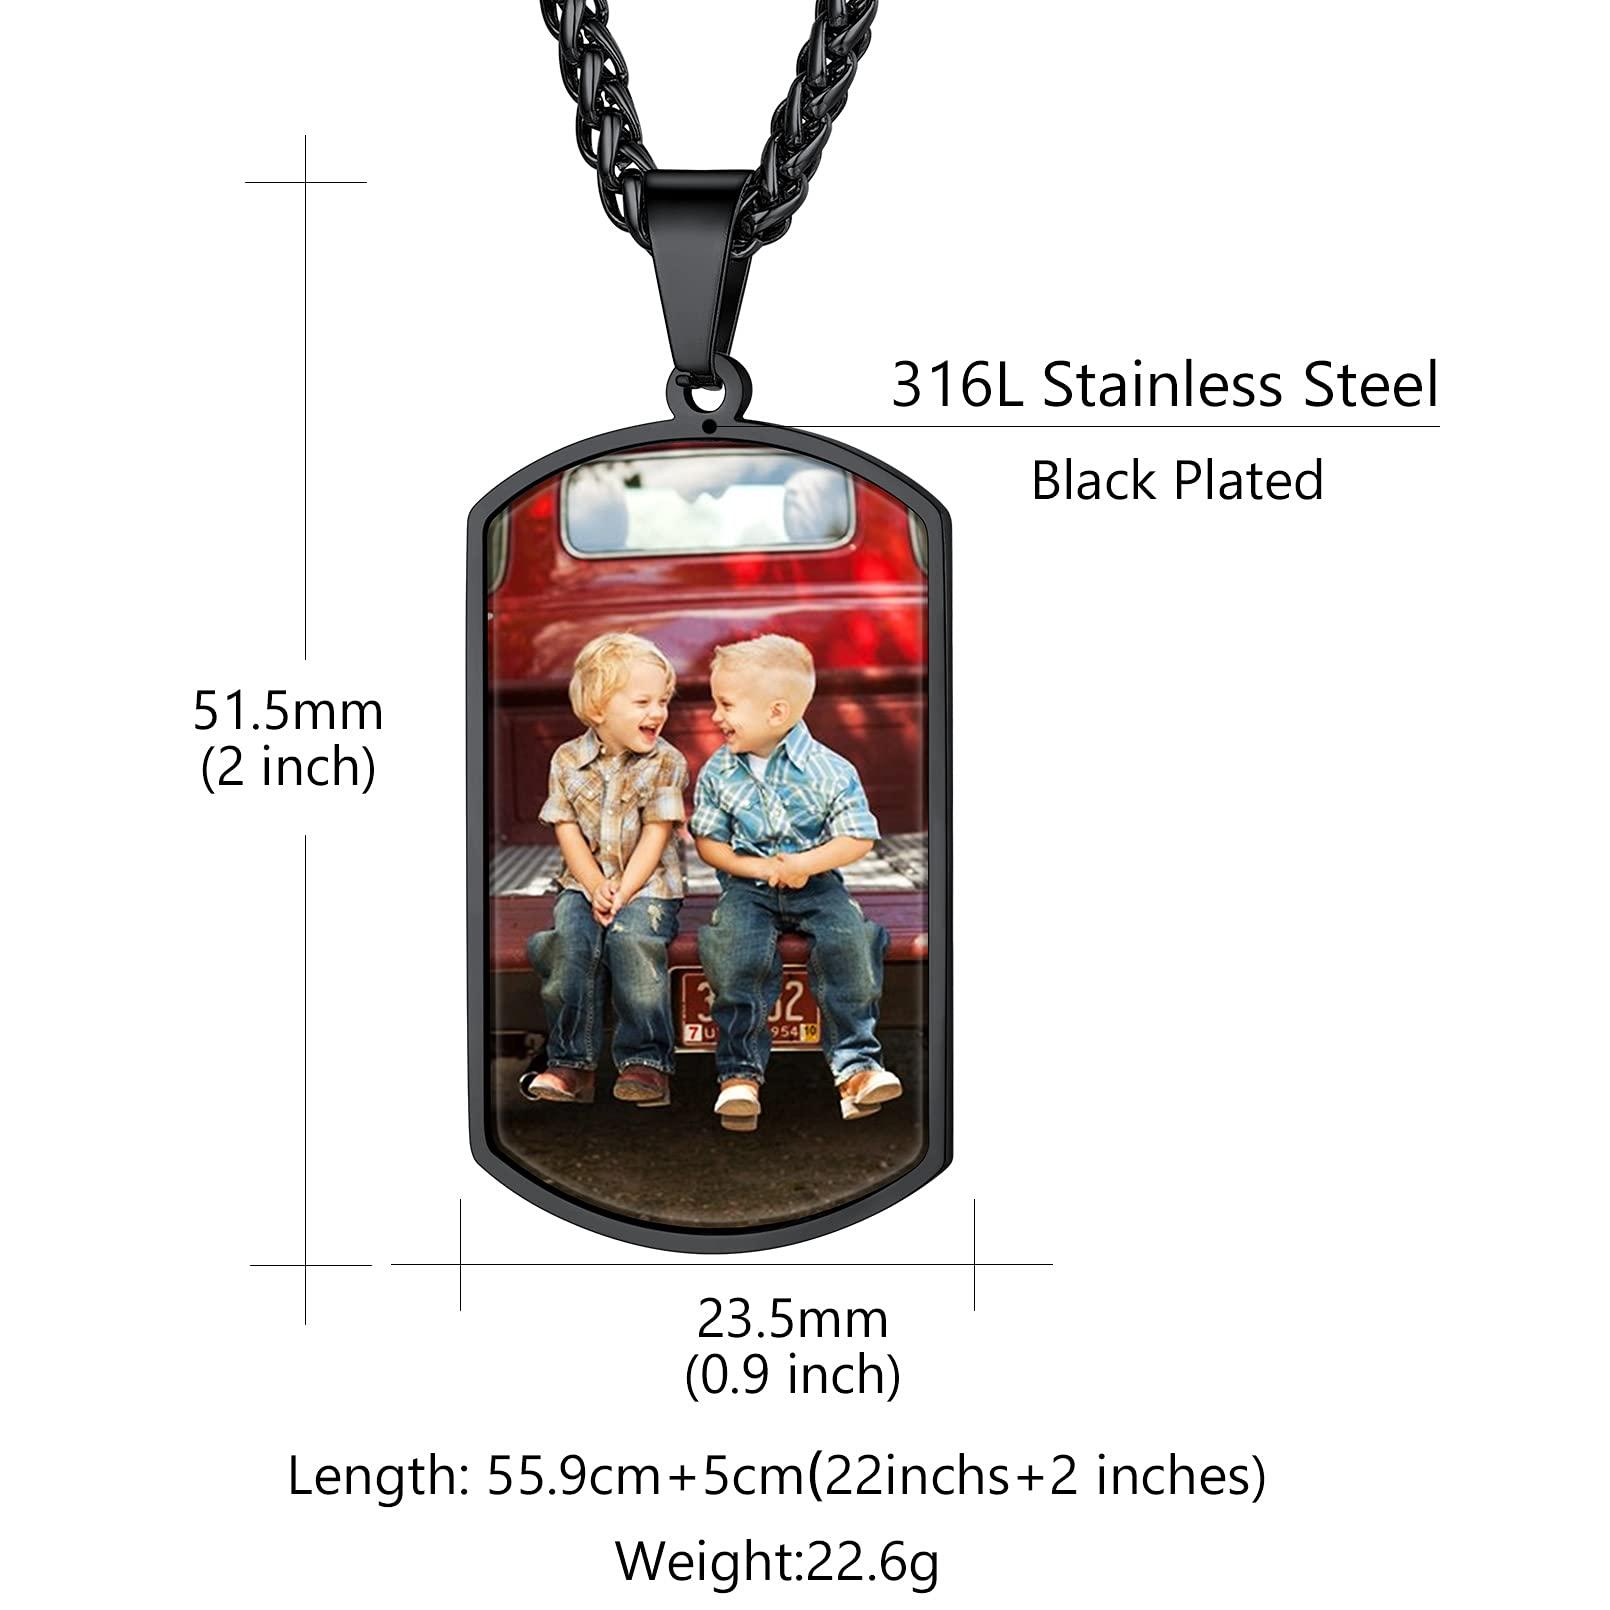 316L Stainless Steel
Black Plated
51.5mm
(2 inch)
23.5mm
(0.9 inch)
Length: 55.9cm+5cm(22inchs+2 inches)
Weight:22.6g